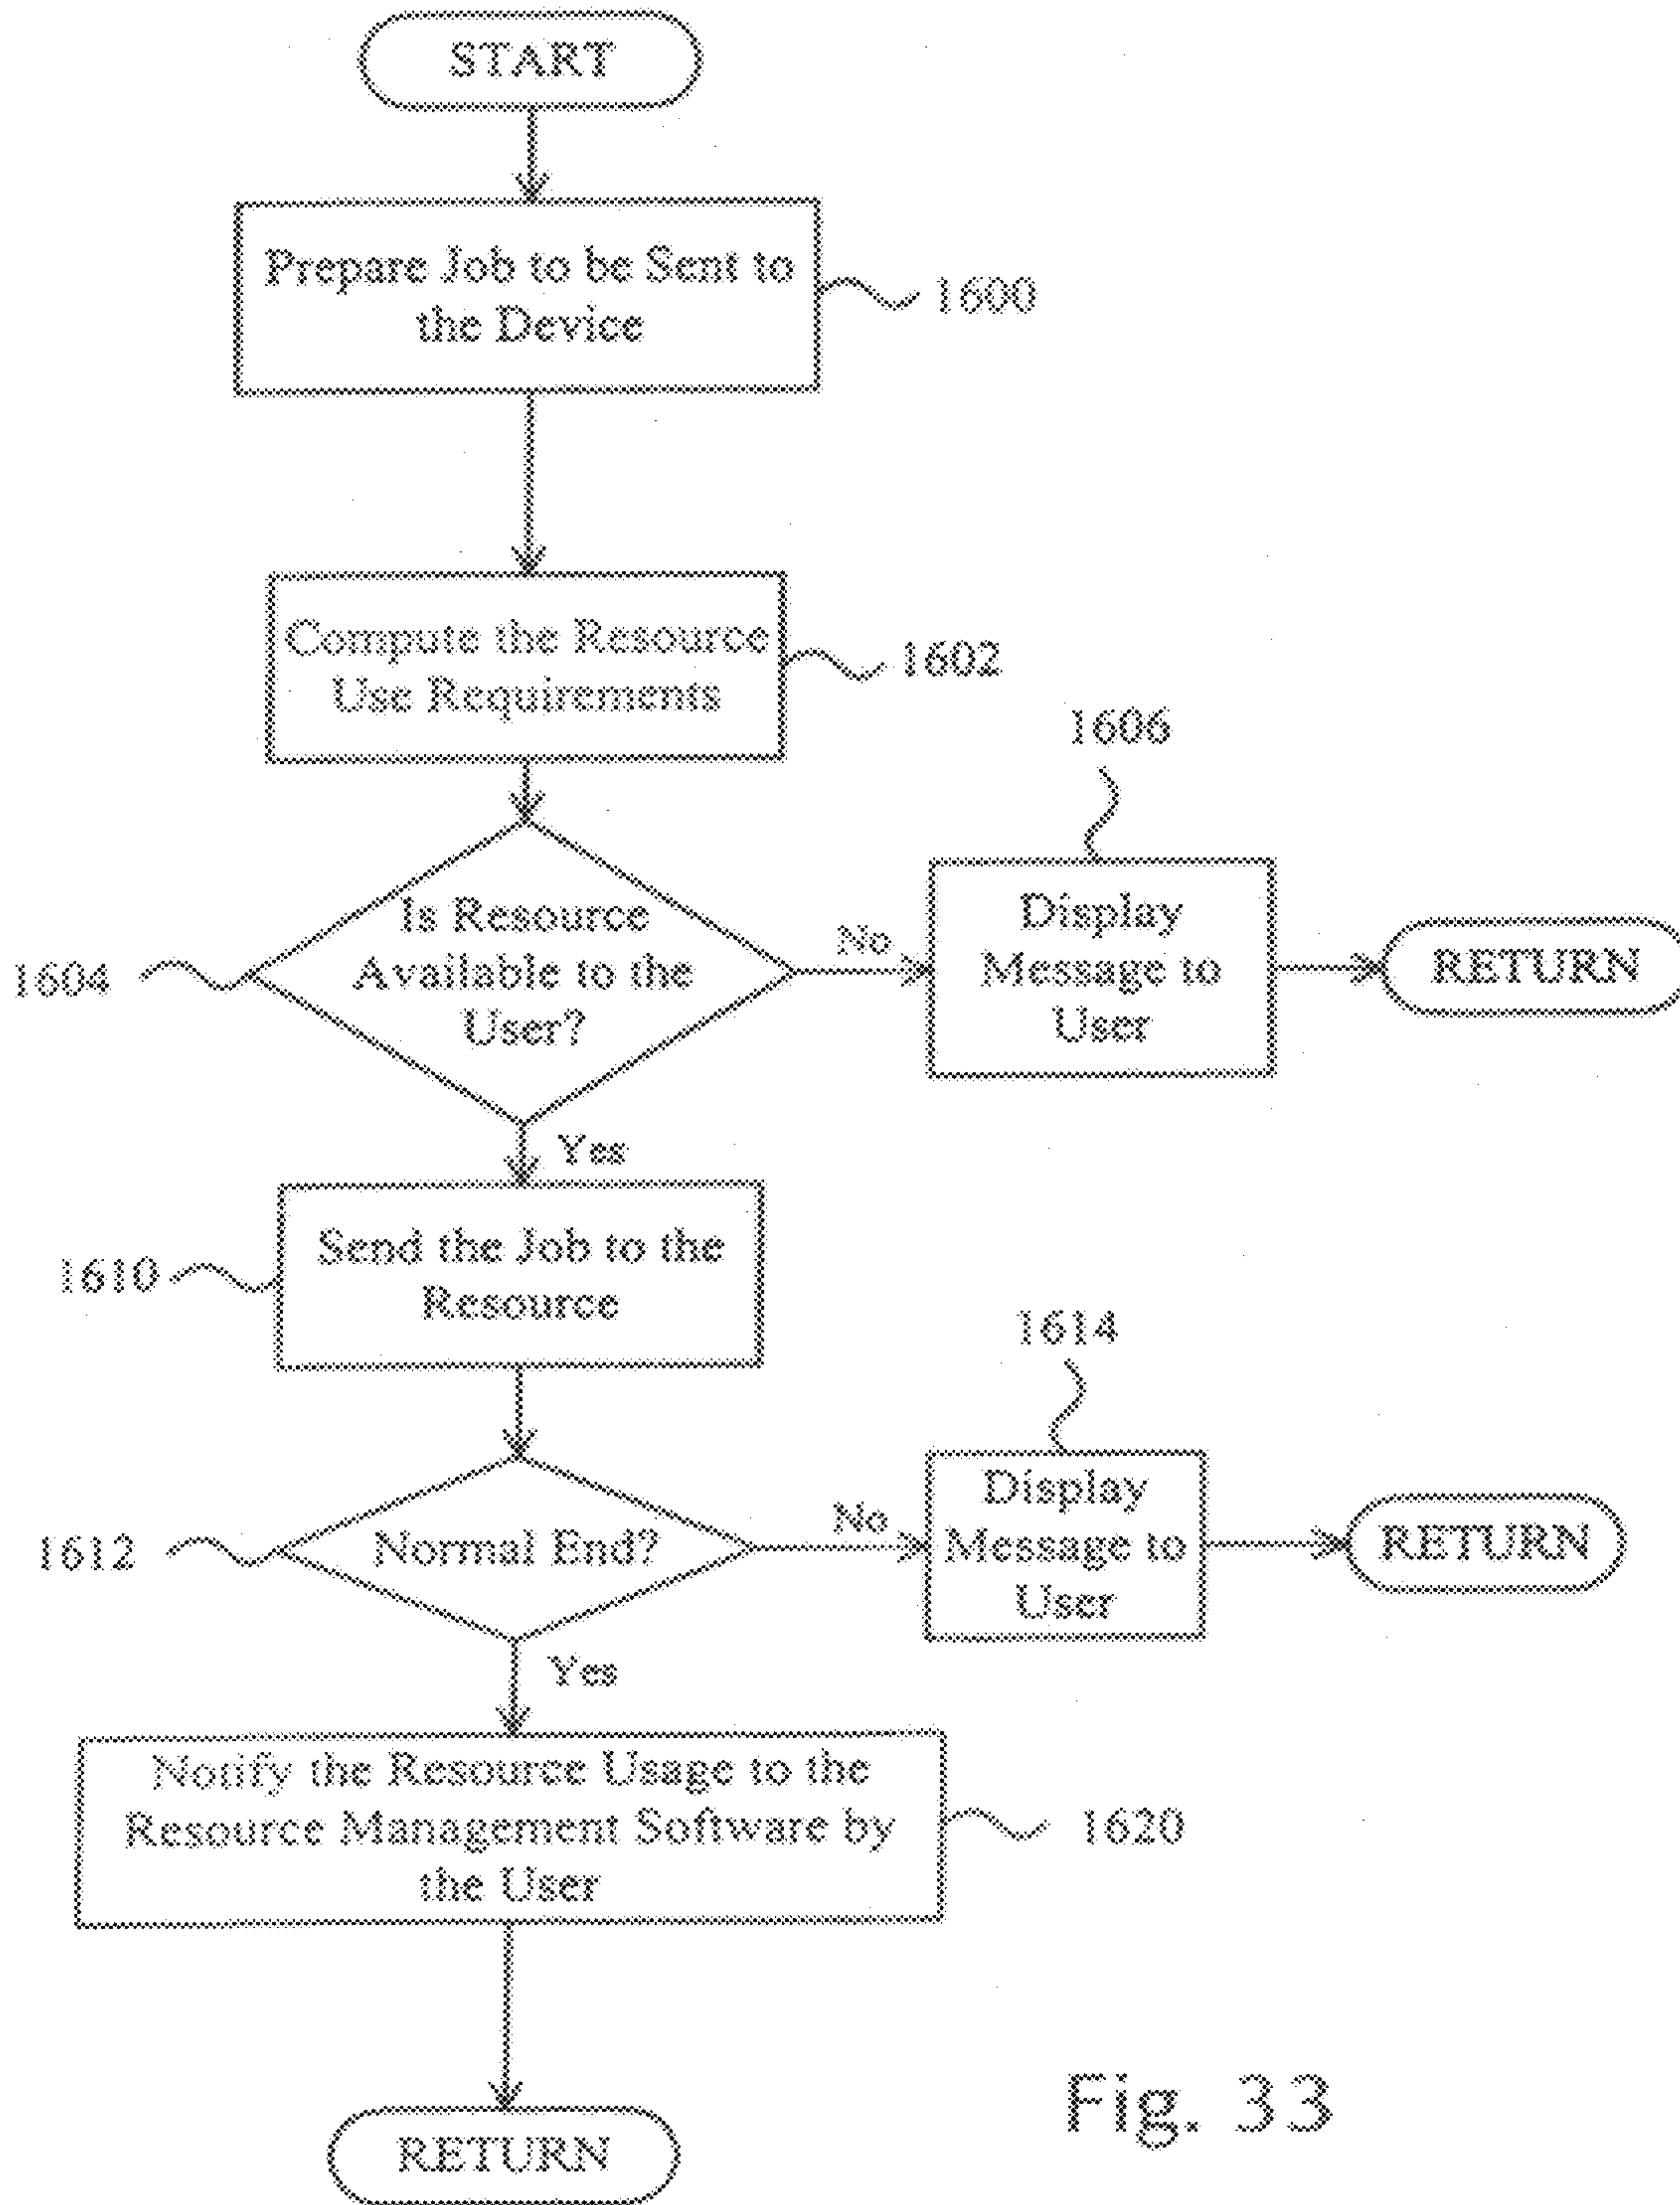 START
Prepare Job to be Sent to
the Device
1600
Compute the Resource
Use Requirements
1602
1606
Is Resource
Available to the
User?
1604
No
Display
Message to
User
RETURN
Yes
Send the Job to the
Resource
1610
1614
Normal End?
1612
No
Display
Message to
User
RETURN
Yes
Notify the Resource Usage to the
Resource Management Software by
the User
1620
RETURN
Fig. 33